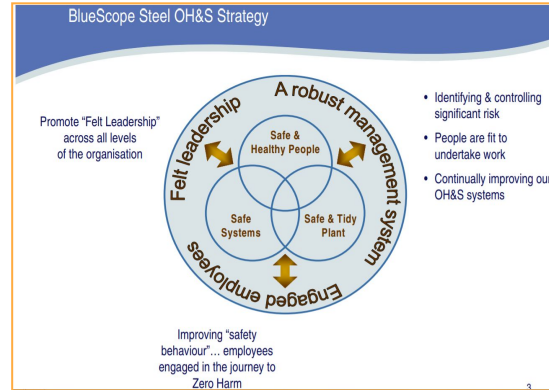 BlueScope Steel OH&S Strategy
Promote “Felt Leadership”
across all levels
of the organisation
Felt leadership
A robust management system
Engaged employees
Safe &
Healthy People
Safe
Systems
Safe & Tidy
Plant
• Identifying & controlling
significant risk
• People are fit to
undertake work
• Continually improving our
OH&S systems
Improving “safety
behaviour”... employees
engaged in the journey to
Zero Harm
3